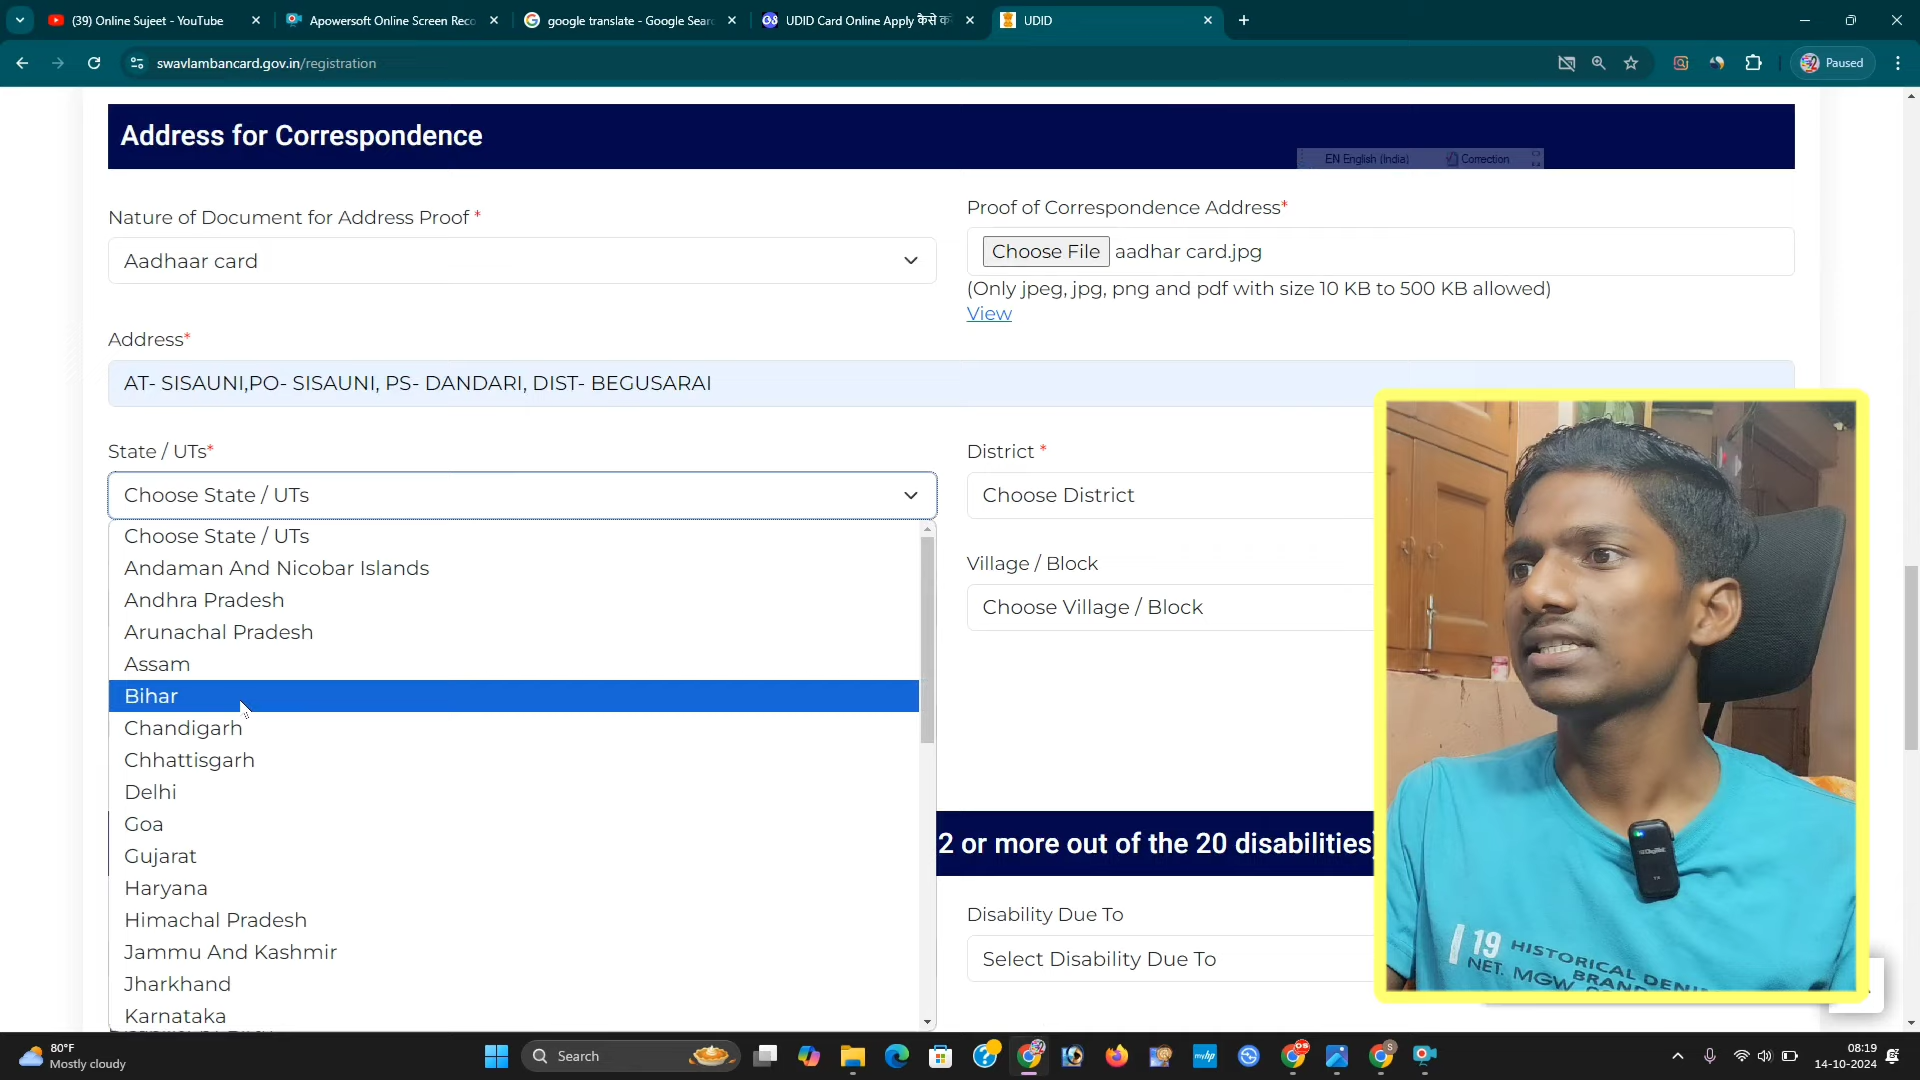 (39) Online Sujeet - YouTube
Apowersoft Online Screen Reco
google translate - Google Sear
UDID Card Online Apply कैसे क
UDID
swavlambancard.gov.in/registration
Paused
Address for Correspondence
EN English (India)
Correction
Nature of Document for Address Proof *
Aadhaar card
Proof of Correspondence Address*
Choose File aadhar card.jpg
(Only jpeg, jpg, png and pdf with size 10 KB to 500 KB allowed)
View
Address*
AT- SISAUNI,PO- SISAUNI, PS- DANDARI, DIST- BEGUSARAI
State / UTs*
Choose State / UTs
District *
Choose District
Choose State / UTs
Andaman And Nicobar Islands
Andhra Pradesh
Arunachal Pradesh
Assam
Bihar
Chandigarh
Chhattisgarh
Delhi
Goa
Gujarat
Haryana
Himachal Pradesh
Jammu And Kashmir
Jharkhand
Karnataka
Village / Block
Choose Village / Block
2 or more out of the 20 disabilities)
Disability Due To
Select Disability Due To
19 HISTORICAL DENI
BRAND
NET. MGW
80°F
Mostly cloudy
Search
myhp
08:19
14-10-2024